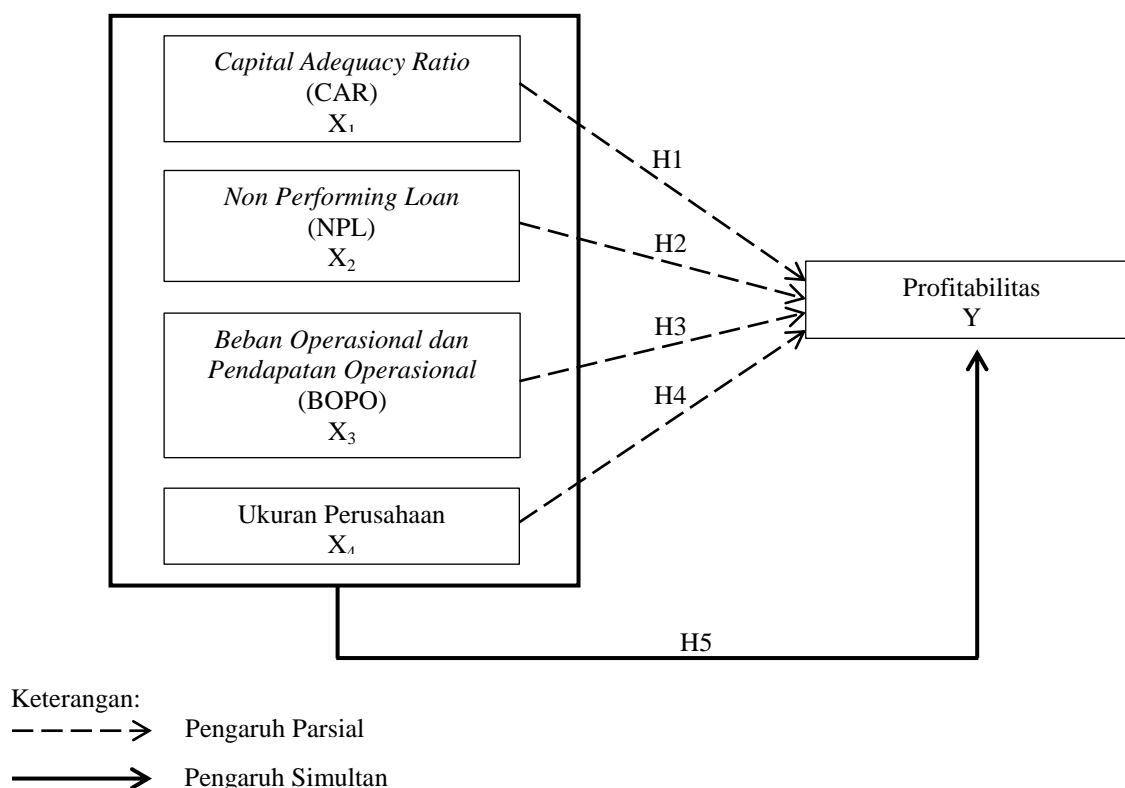 Capital Adequacy Ratio
(CAR)
X₁
H1
Non Performing Loan
(NPL)
X₂
H2
Profitabilitas
Y
Beban Operasional dan
Pendapatan Operasional
(BOPO)
X₃
H3
H4
Ukuran Perusahaan
X₄
H5
Keterangan:
Pengaruh Parsial
Pengaruh Simultan